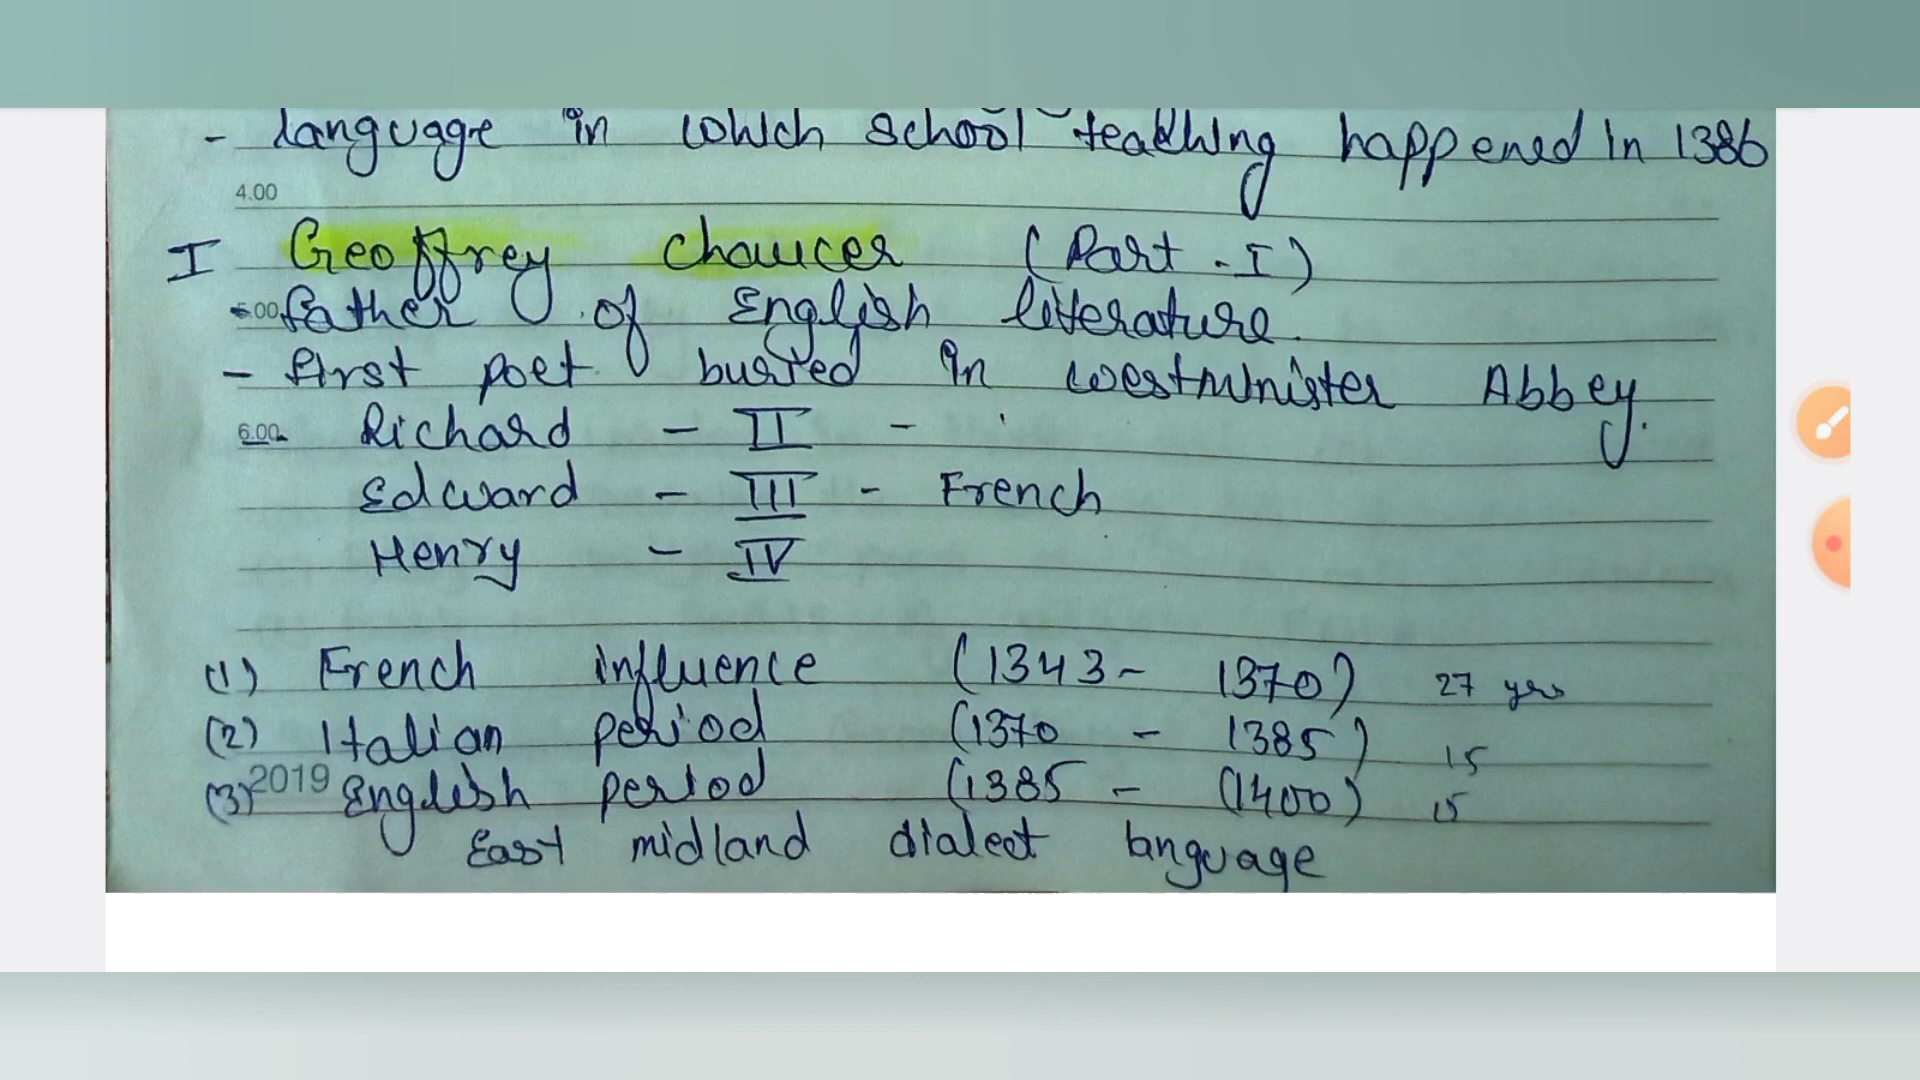 - language in which school teaching happened in 1386
4.00
I Geoffrey Chaucer (Part - I)
5.00 father of English literature.
- first poet buried in westminister Abbey.
6.00 Richard - II -
Edward - III - French
Henry - IV
(1) French influence (1343 - 1370) 27 yrs
(2) Italian period (1370 - 1385) 15
(3) 2019 English period (1385 - (1400) 15
East midland dialect language